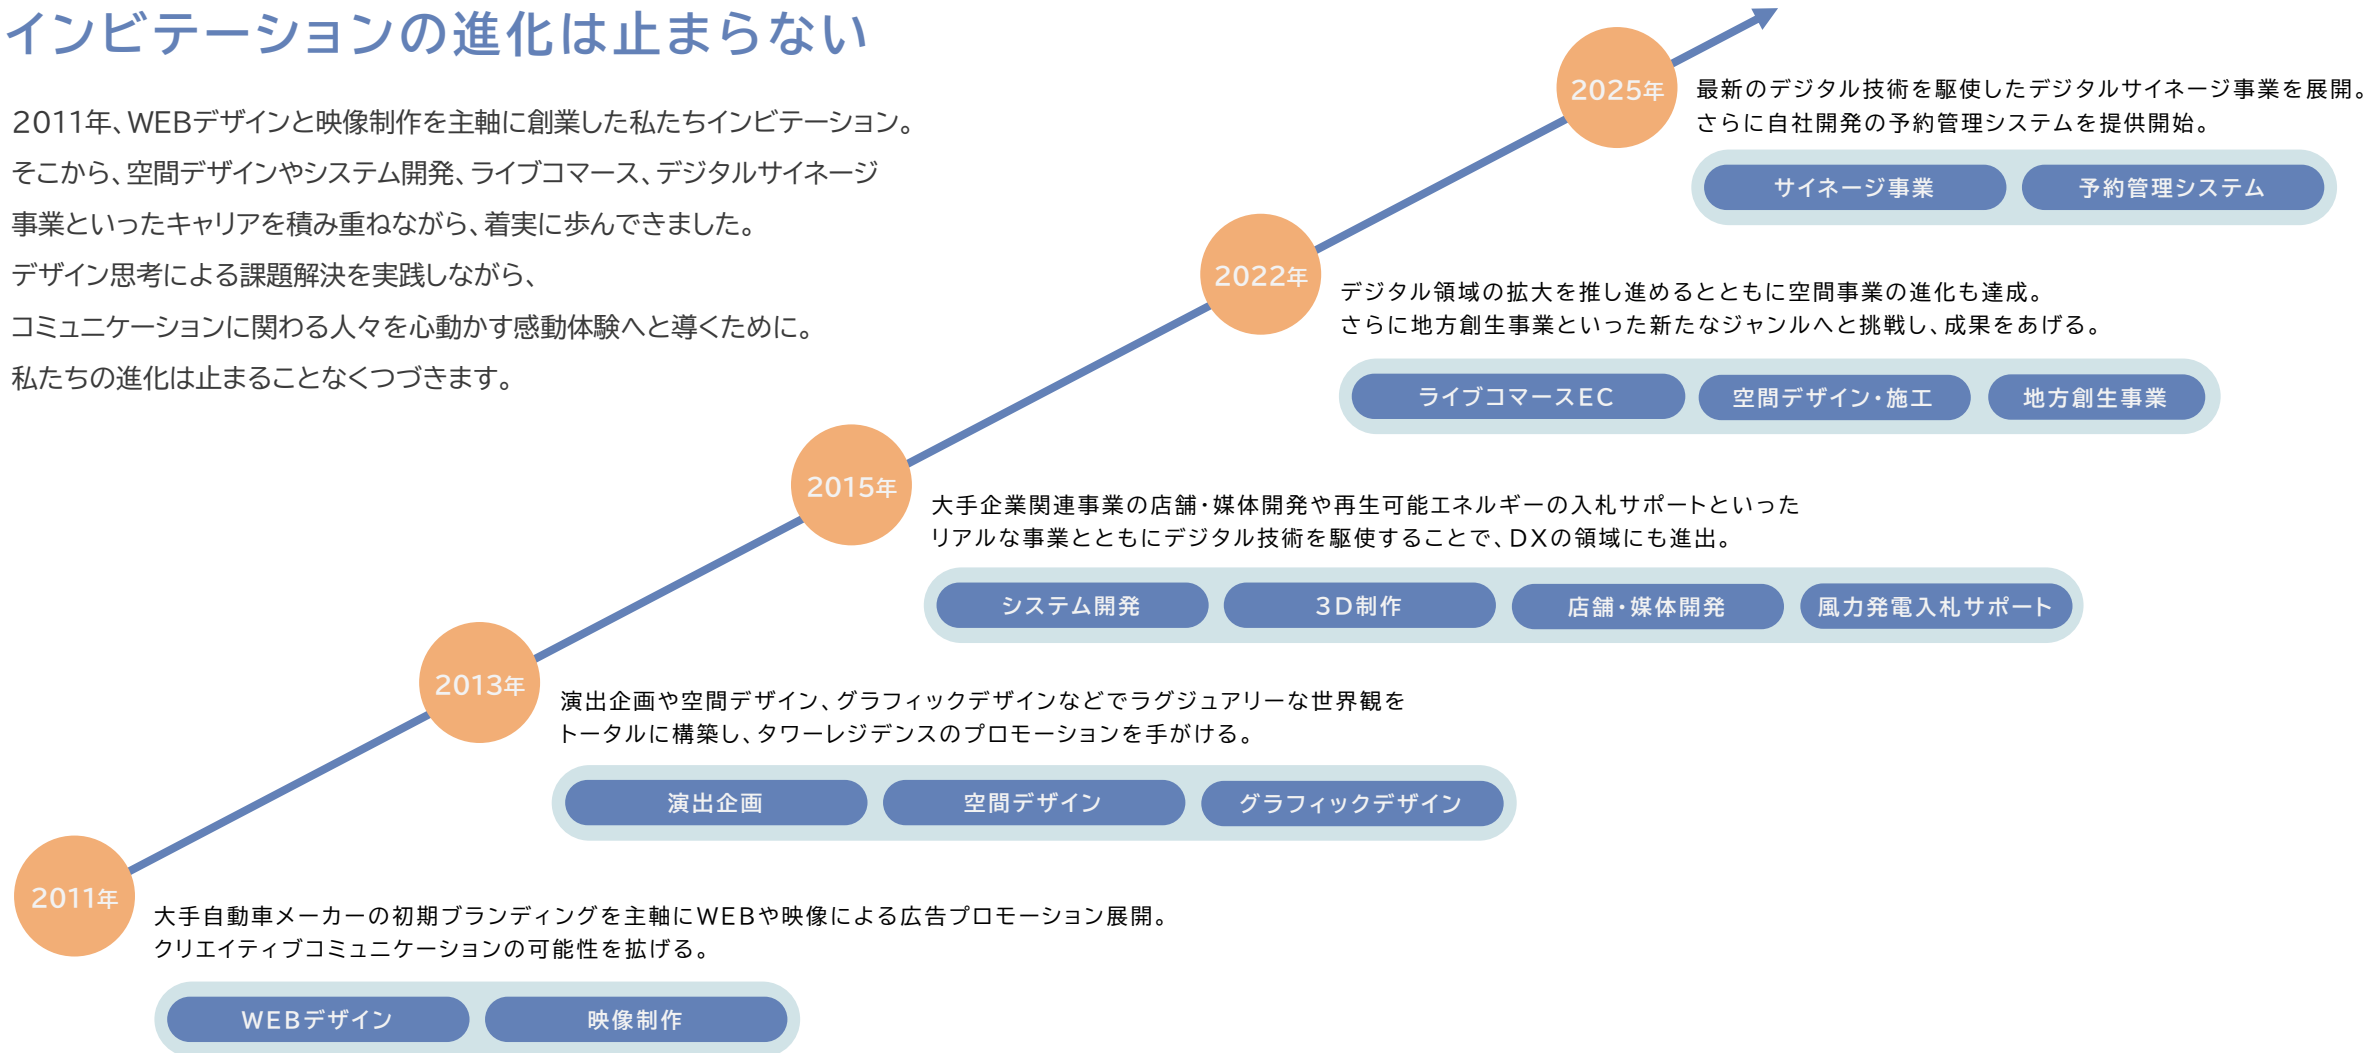 インビテーションの進化は止まらない
2011年、WEBデザインと映像制作を主軸に創業した私たちインビテーション。
そこから、空間デザインやシステム開発、ライブコマース、デジタルサイネージ
事業といったキャリアを積み重ねながら、着実に歩んできました。
デザイン思考による課題解決を実践しながら、
コミュニケーションに関わる人々を心動かす感動体験へと導くために。
私たちの進化は止まることなくつづきます。
2025年
最新のデジタル技術を駆使したデジタルサイネージ事業を展開。
さらに自社開発の予約管理システムを提供開始。
サイネージ事業 予約管理システム
2022年
デジタル領域の拡大を推し進めるとともに空間事業の進化も達成。
さらに地方創生事業といった新たなジャンルへと挑戦し、成果をあげる。
ライブコマースEC 空間デザイン・施工 地方創生事業
2015年
大手企業関連事業の店舗・媒体開発や再生可能エネルギーの入札サポートといった
リアルな事業とともにデジタル技術を駆使することで、DXの領域にも進出。
システム開発 3D制作 店舗・媒体開発 風力発電入札サポート
2013年
演出企画や空間デザイン、グラフィックデザインなどでラグジュアリーな世界観を
トータルに構築し、タワーレジデンスのプロモーションを手がける。
演出企画 空間デザイン グラフィックデザイン
2011年
大手自動車メーカーの初期ブランディングを主軸にWEBや映像による広告プロモーション展開。
クリエイティブコミュニケーションの可能性を拡げる。
WEBデザイン 映像制作